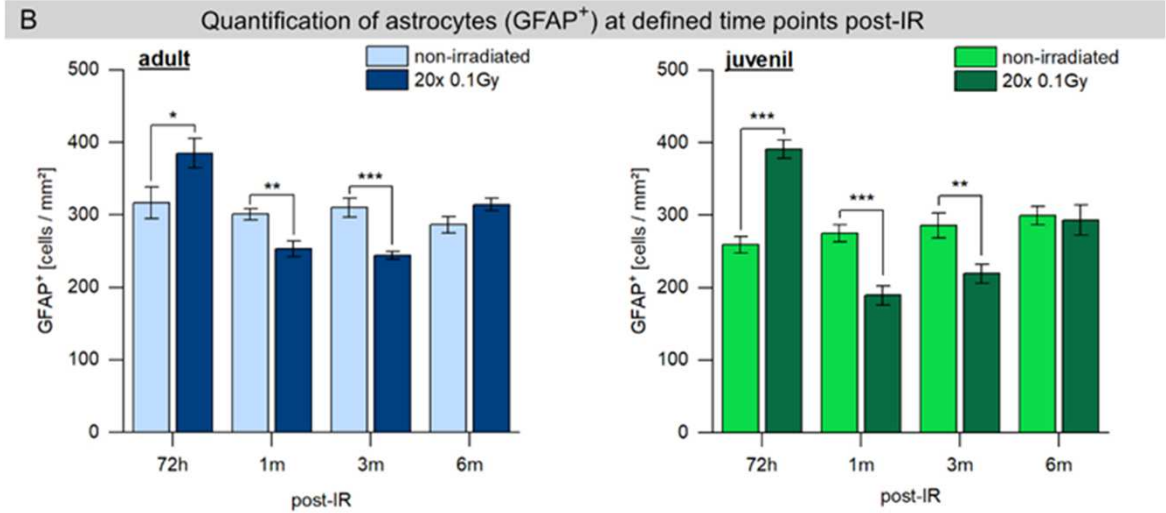 B Quantification of astrocytes (GFAP⁺) at defined time points post-IR
adult
non-irradiated
20x 0.1Gy
GFAP⁺ [cells / mm²]
500
400
300
200
100
0
*
**
***
72h 1m 3m 6m
post-IR
juvenil
non-irradiated
20x 0.1Gy
GFAP⁺ [cells / mm²]
500
400
300
200
100
0
***
***
**
72h 1m 3m 6m
post-IR